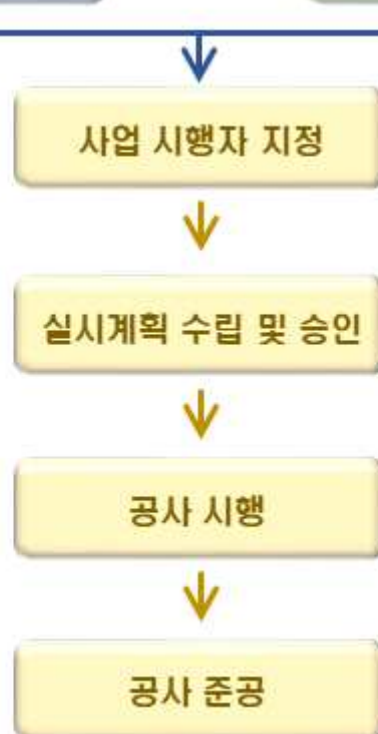 사업 시행자 지정
실시계획 수립 및 승인
공사 시행
공사 준공